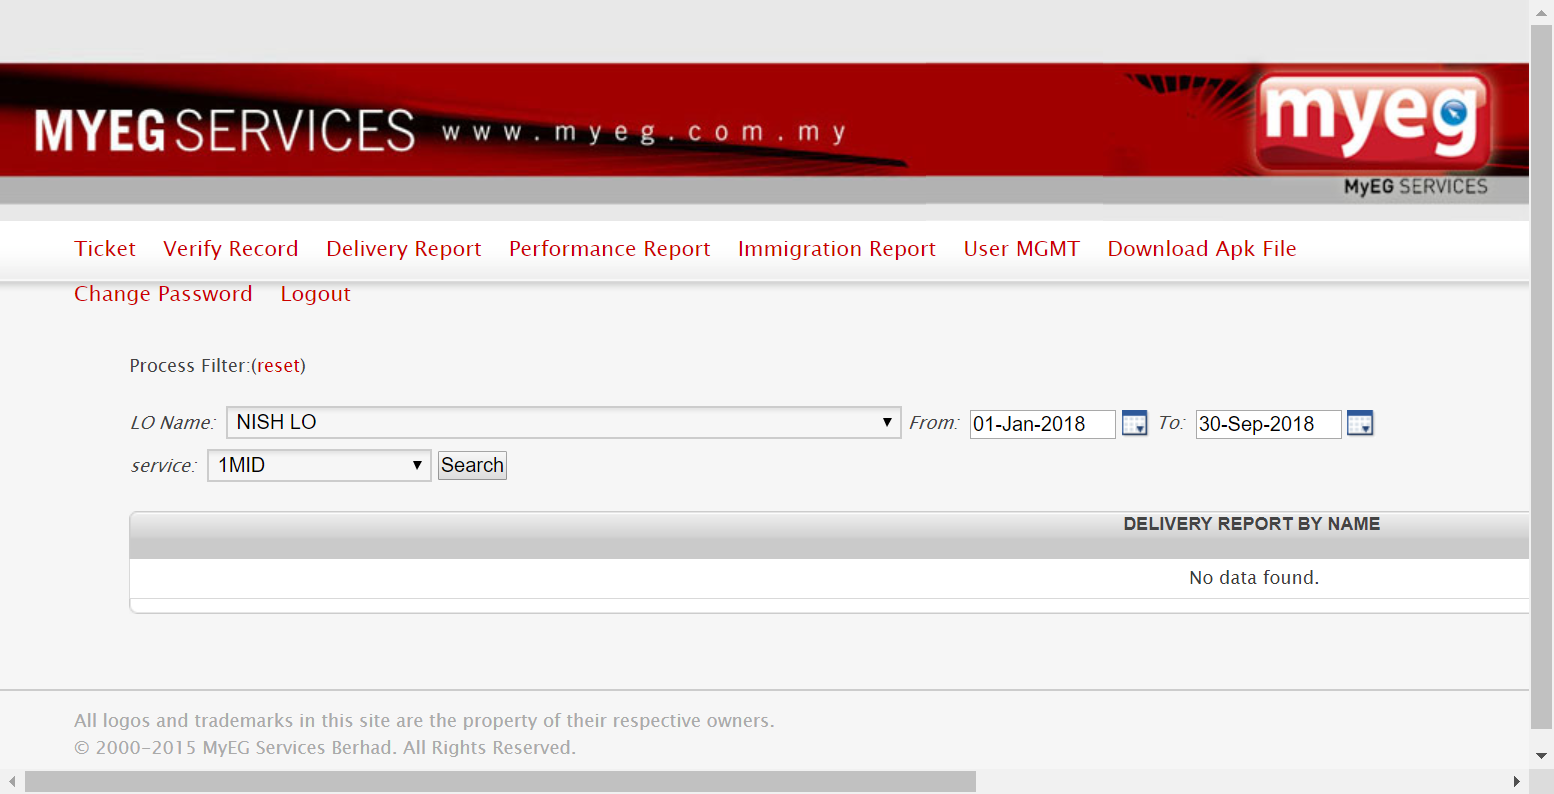 MYEG SERVICES www.myeg.com.my
myeg
MyEG SERVICES
Ticket Verify Record Delivery Report Performance Report Immigration Report User MGMT Download Apk File
Change Password Logout
Process Filter:(reset)
LO Name: NISH LO From: 01-Jan-2018 To: 30-Sep-2018
service: 1MID Search
DELIVERY REPORT BY NAME
No data found.
All logos and trademarks in this site are the property of their respective owners.
© 2000-2015 MyEG Services Berhad. All Rights Reserved.